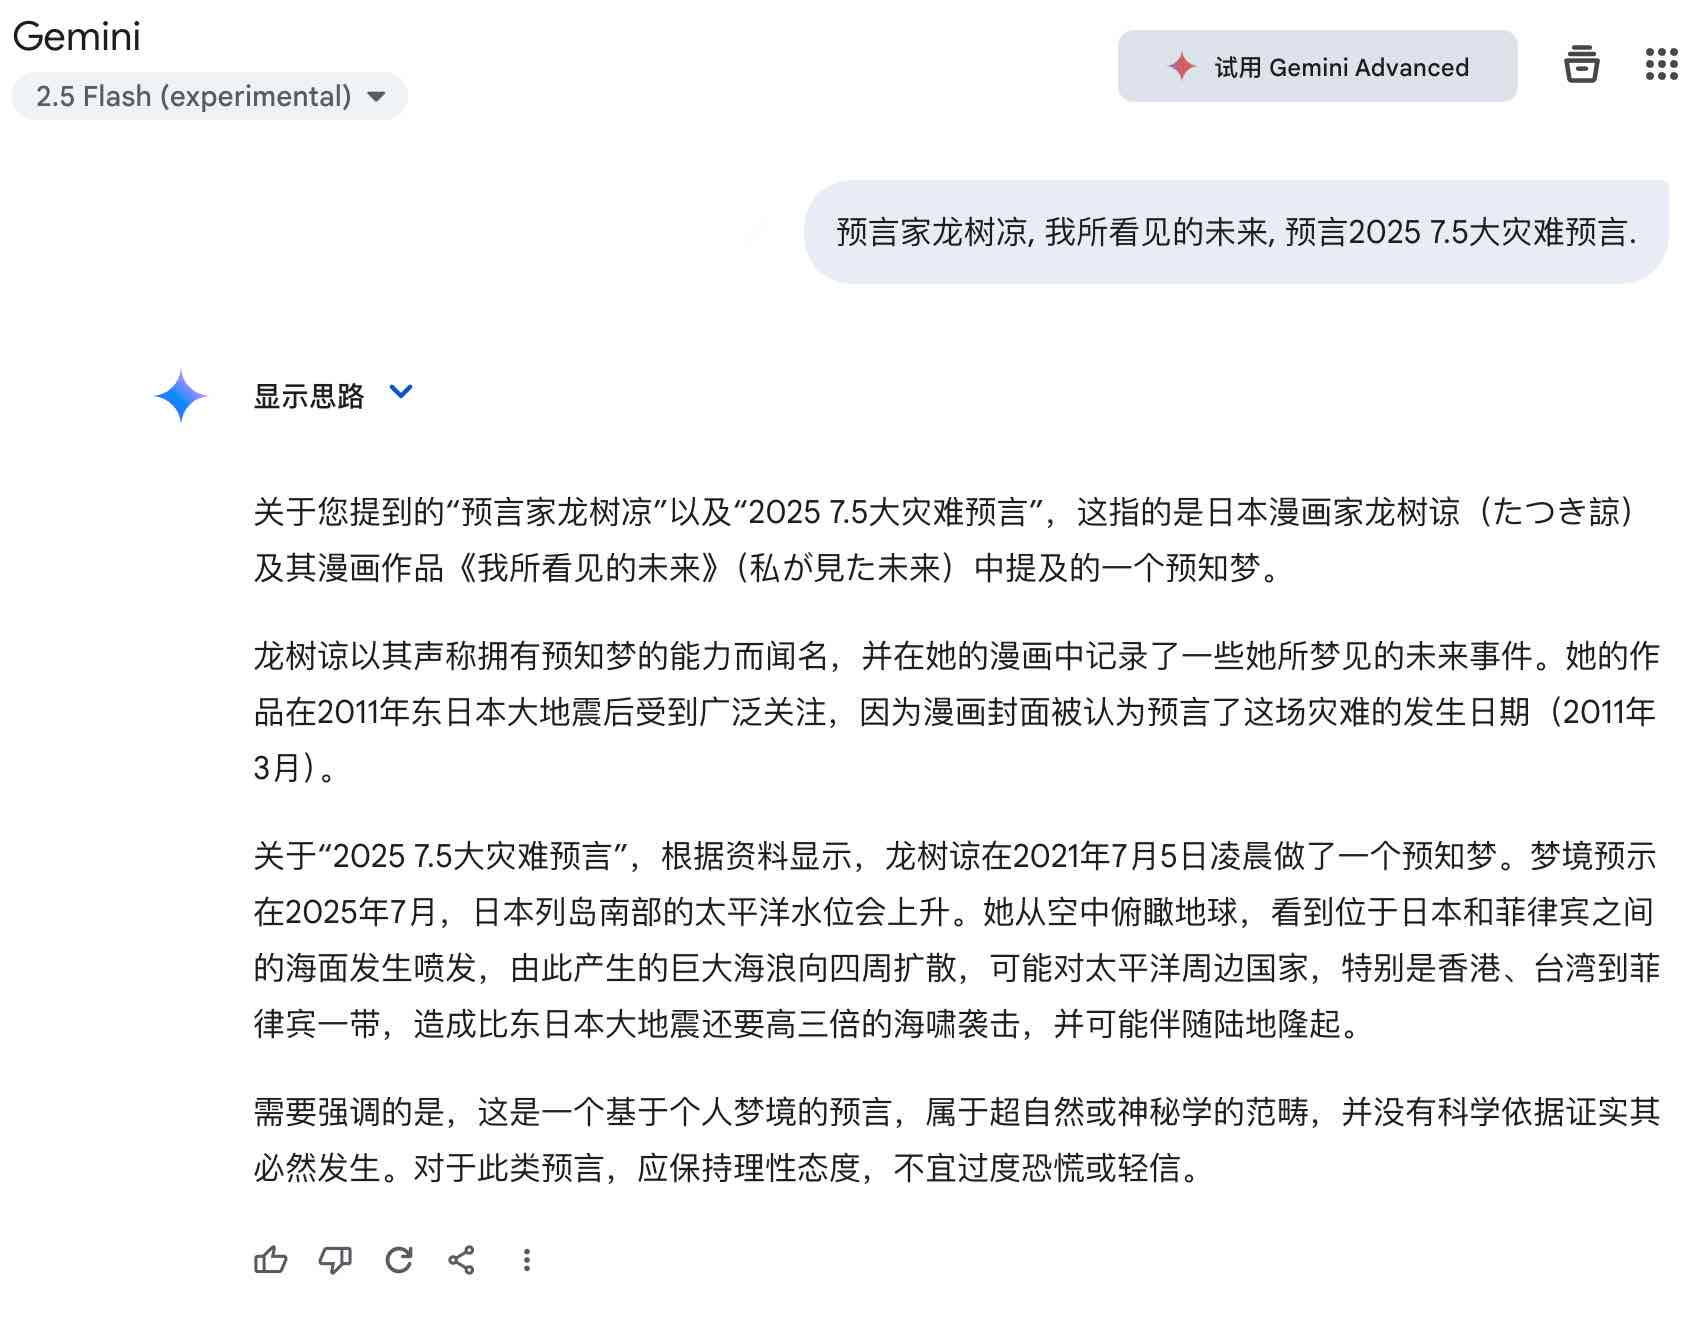 Gemini
2.5 Flash (experimental)
试用 Gemini Advanced
预言家龙树凉, 我所看见的未来, 预言2025 7.5大灾难预言.
显示思路
关于您提到的“预言家龙树凉”以及“2025 7.5大灾难预言”，这指的是日本漫画家龙树谅（たつき諒）
及其漫画作品《我所看见的未来》（私が見た未来）中提及的一个预知梦。
龙树谅以其声称拥有预知梦的能力而闻名，并在她的漫画中记录了一些她所梦见的未来事件。她的作
品在2011年东日本大地震后受到广泛关注，因为漫画封面被认为预言了这场灾难的发生日期（2011年
3月）。
关于“2025 7.5大灾难预言”，根据资料显示，龙树谅在2021年7月5日凌晨做了一个预知梦。梦境预示
在2025年7月，日本列岛南部的太平洋水位会上升。她从空中俯瞰地球，看到位于日本和菲律宾之间
的海面发生喷发，由此产生的巨大海浪向四周扩散，可能对太平洋周边国家，特别是香港、台湾到菲
律宾一带，造成比东日本大地震还要高三倍的海啸袭击，并可能伴随陆地隆起。
需要强调的是，这是一个基于个人梦境的预言，属于超自然或神秘学的范畴，并没有科学依据证实其
必然发生。对于此类预言，应保持理性态度，不宜过度恐慌或轻信。